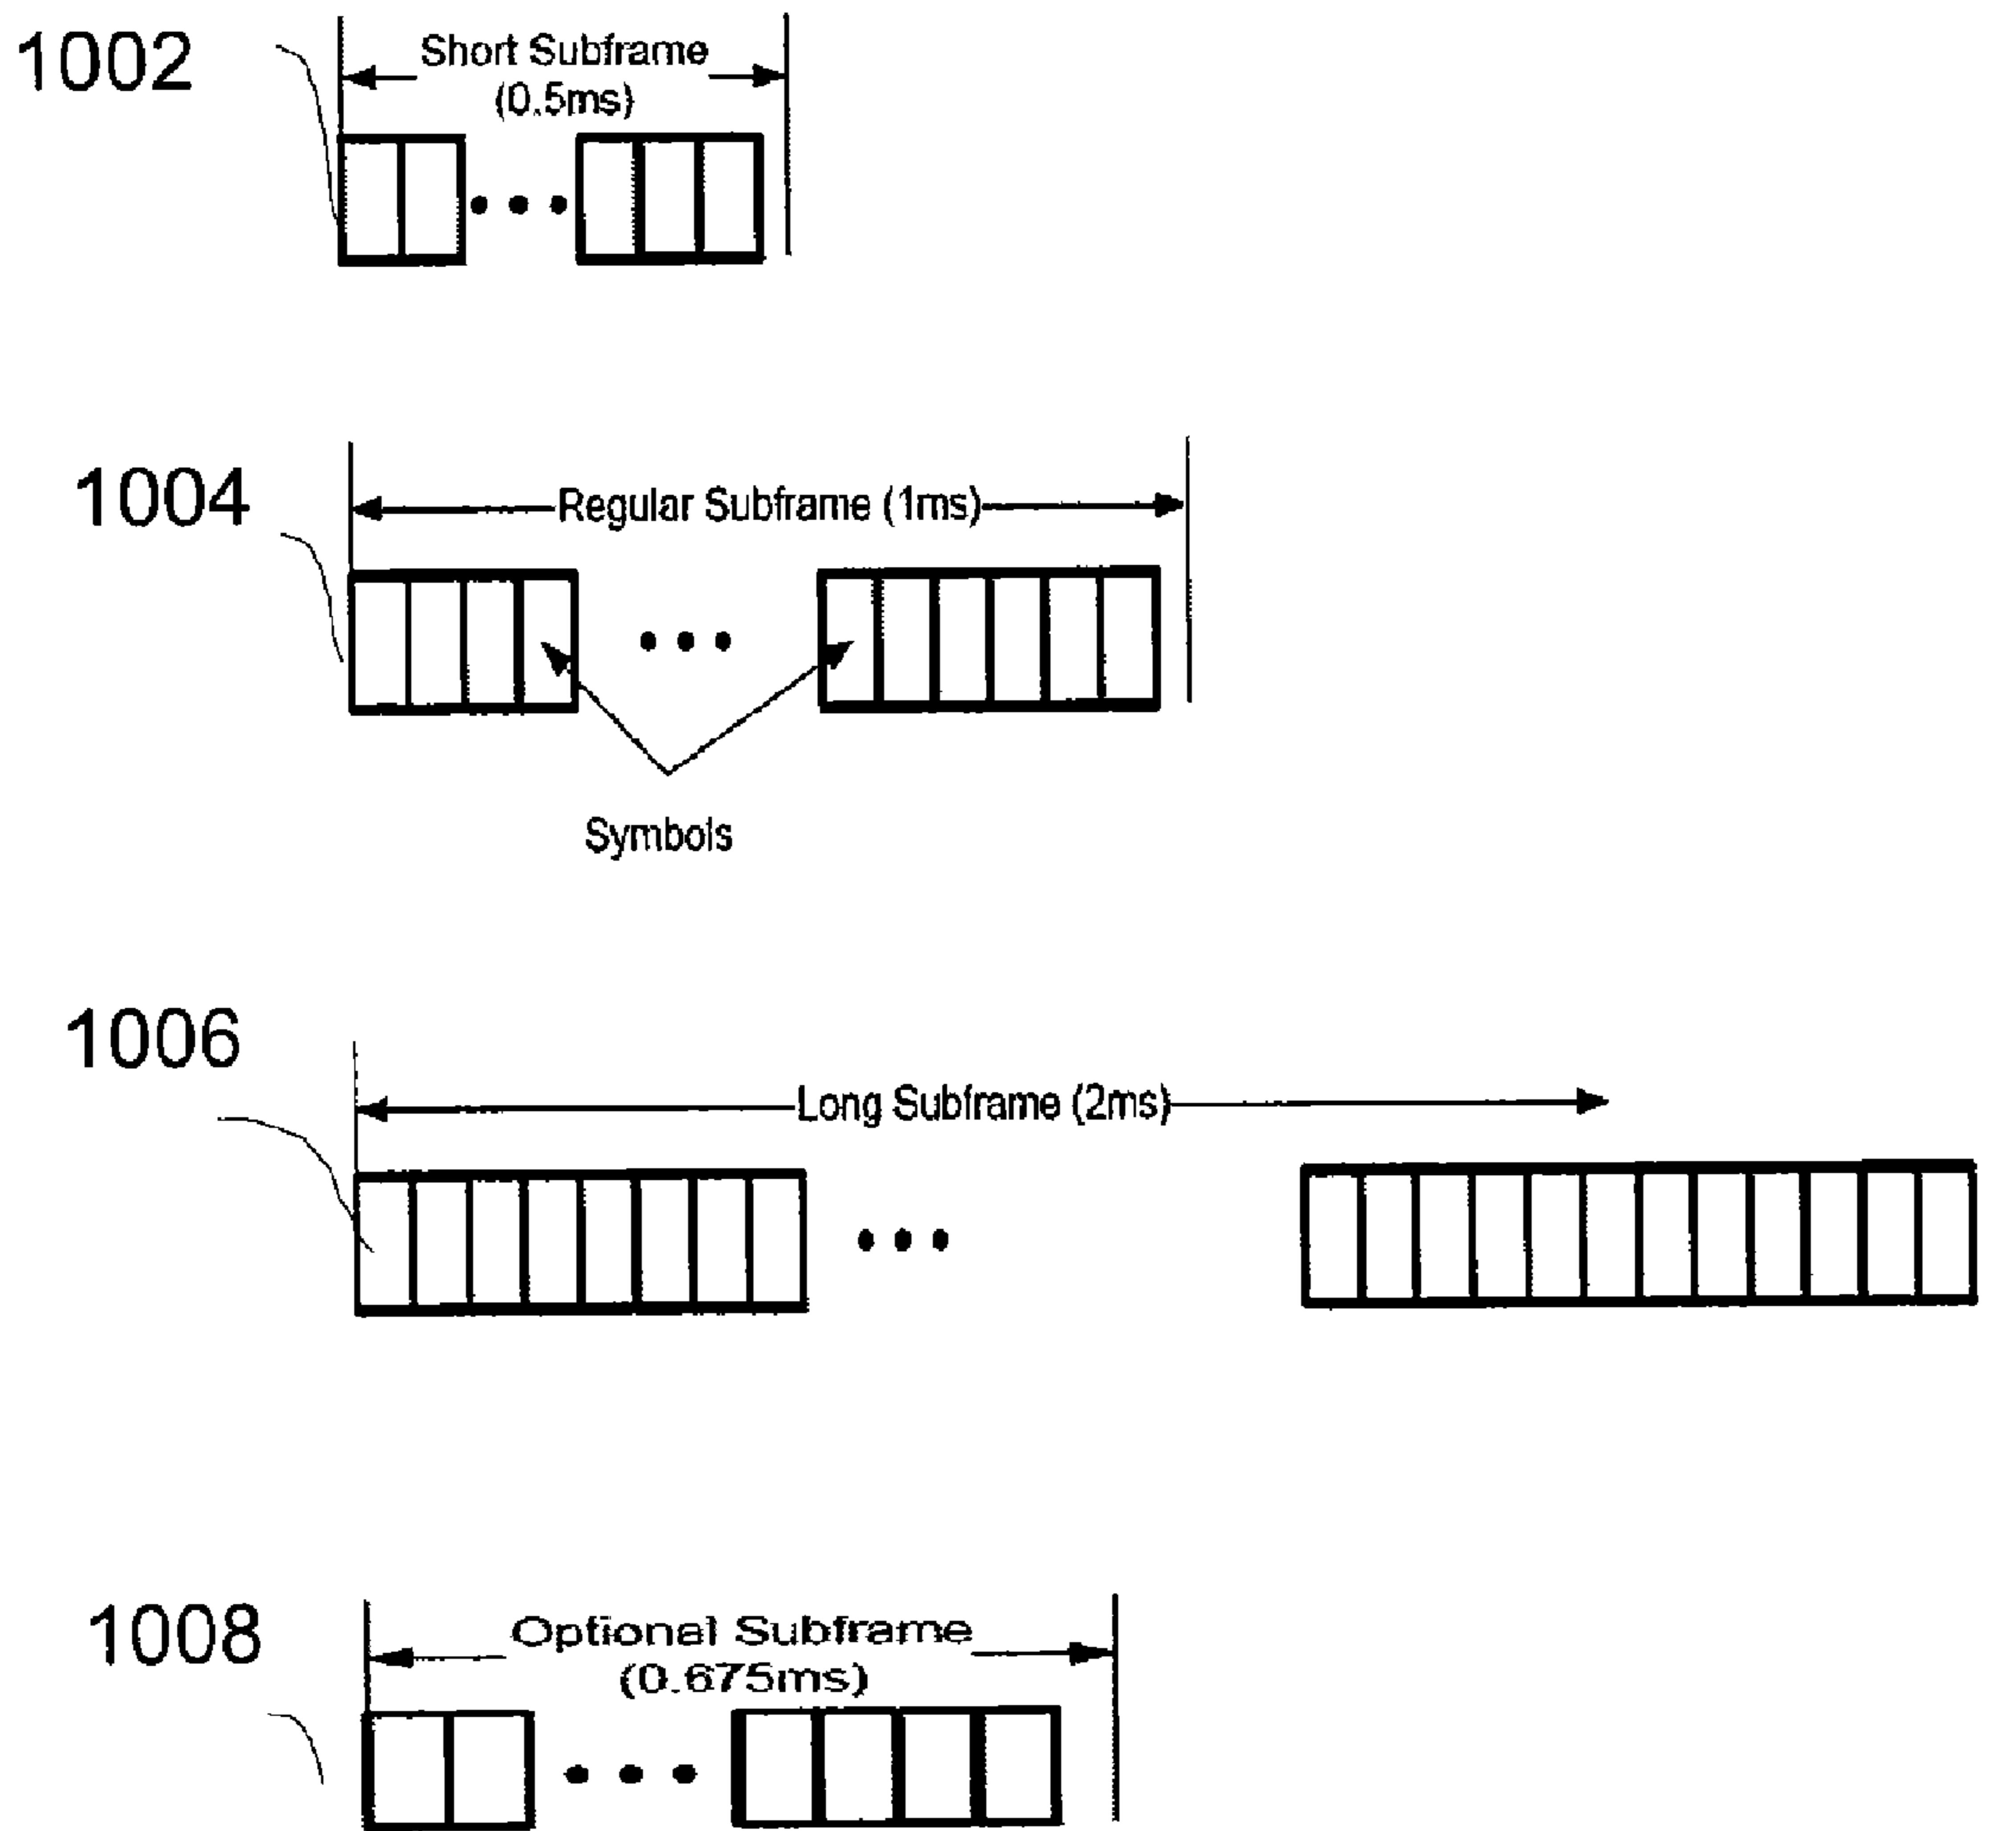 1002
Short Subframe
(0.5ms)
1004
Regular Subframe (1ms)
Symbols
1006
Long Subframe (2ms)
1008
Optional Subframe
(0.675ms)